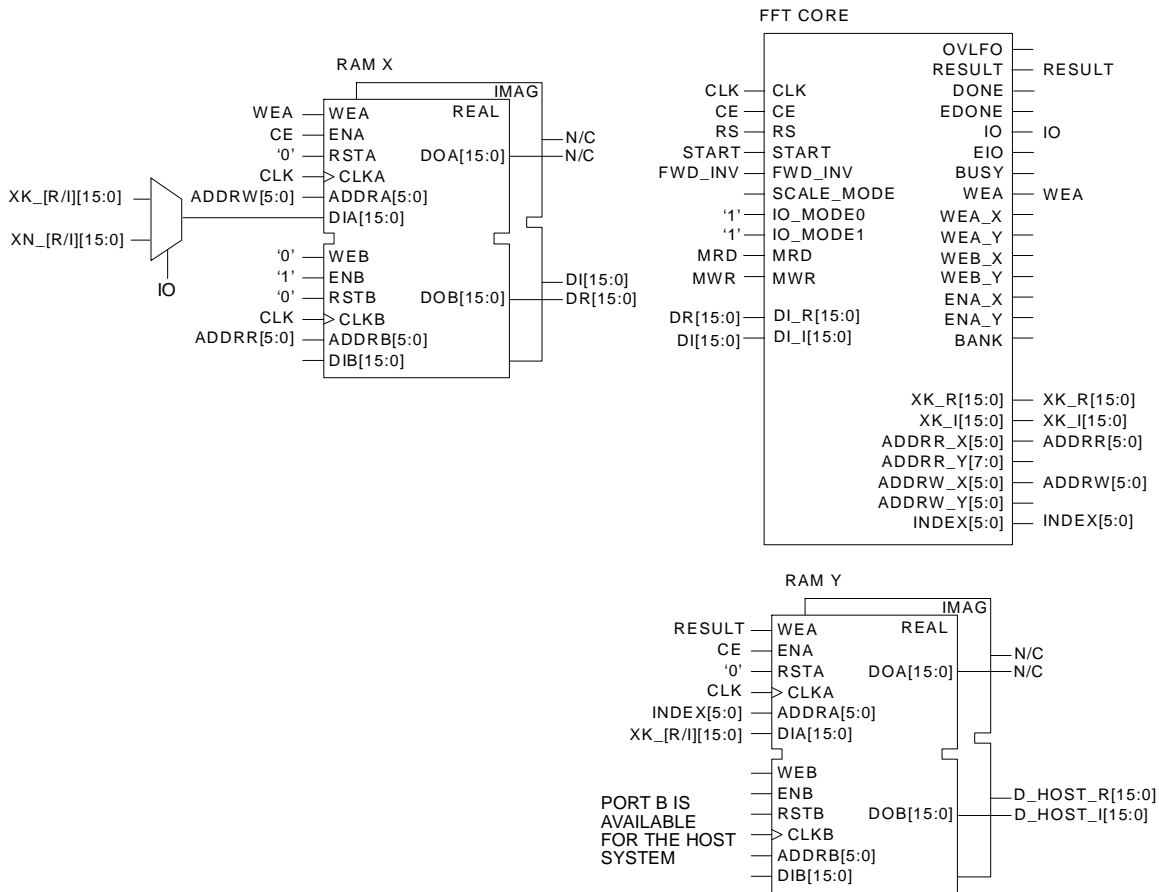 FFT CORE
OVLFO
RESULT RESULT
DONE
EDONE
IO IO
EIO
BUSY
WEA WEA
WEA_X
WEA_Y
WEB_X
WEB_Y
ENA_X
ENA_Y
BANK
CLK CLK
CE CE
RS RS
START START
FWD_INV FWD_INV
SCALE_MODE
'1' IO_MODE0
'1' IO_MODE1
MRD MRD
MWR MWR
DR[15:0] DI_R[15:0]
DI[15:0] DI_I[15:0]
XK_R[15:0] XK_R[15:0]
XK_I[15:0] XK_I[15:0]
ADDRR_X[5:0] ADDRR[5:0]
ADDRR_Y[7:0]
ADDRW_X[5:0] ADDRW[5:0]
ADDRW_Y[5:0]
INDEX[5:0] INDEX[5:0]
RAM X
IMAG
WEA WEA REAL
CE ENA N/C
'0' RSTA DOA[15:0] N/C
CLK CLKA
XK_[R/I][15:0] ADDRW[5:0] ADDRA[5:0]
DIA[15:0]
XN_[R/I][15:0]
IO
'0' WEB
'1' ENB DI[15:0]
'0' RSTB DOB[15:0] DR[15:0]
CLK CLKB
ADDRR[5:0] ADDRB[5:0]
DIB[15:0]
RAM Y
IMAG
RESULT WEA REAL
CE ENA N/C
'0' RSTA DOA[15:0] N/C
CLK CLKA
INDEX[5:0] ADDRA[5:0]
XK_[R/I][15:0] DIA[15:0]
WEB
ENB D_HOST_R[15:0]
RSTB DOB[15:0] D_HOST_I[15:0]
CLKB
ADDRB[5:0]
DIB[15:0]
PORT B IS
AVAILABLE
FOR THE HOST
SYSTEM